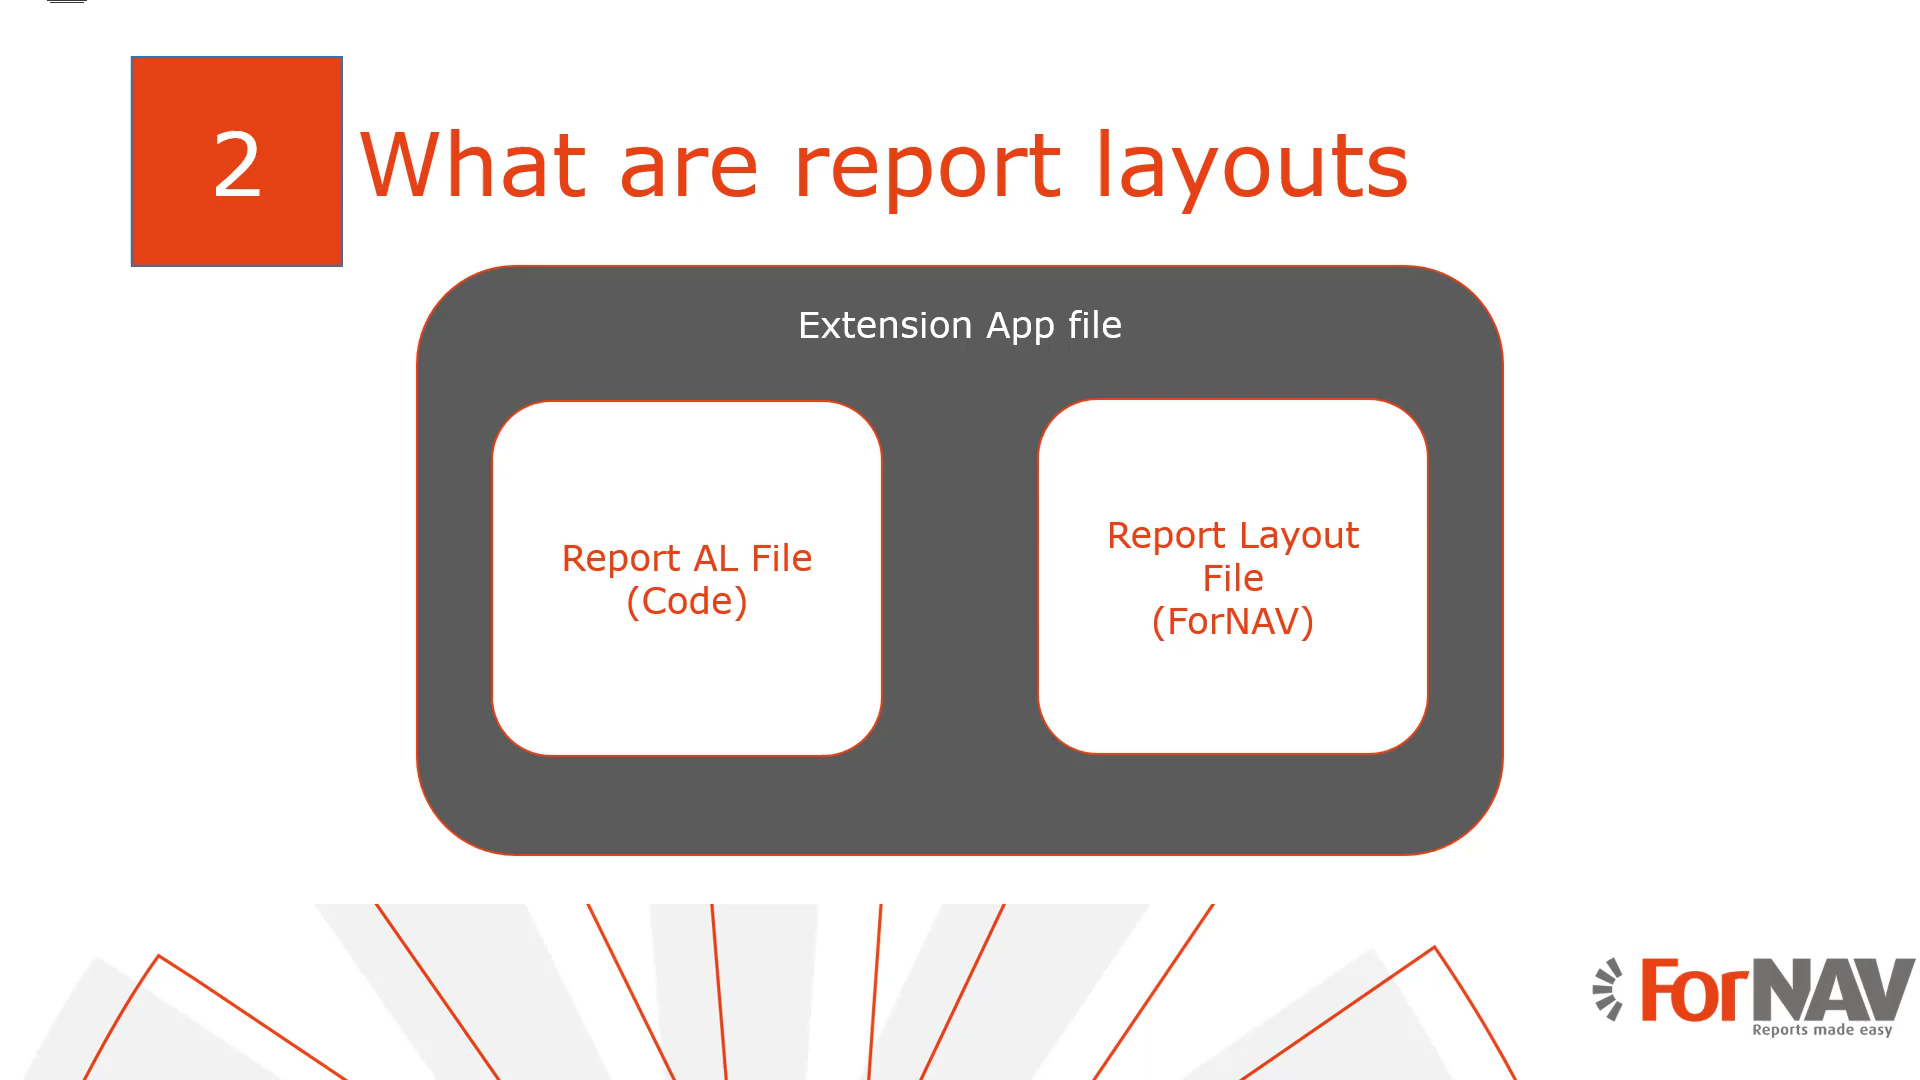 2
What are report layouts
Extension App file
Report AL File
(Code)
Report Layout
File
(ForNAV)
ForNAV
Reports made easy